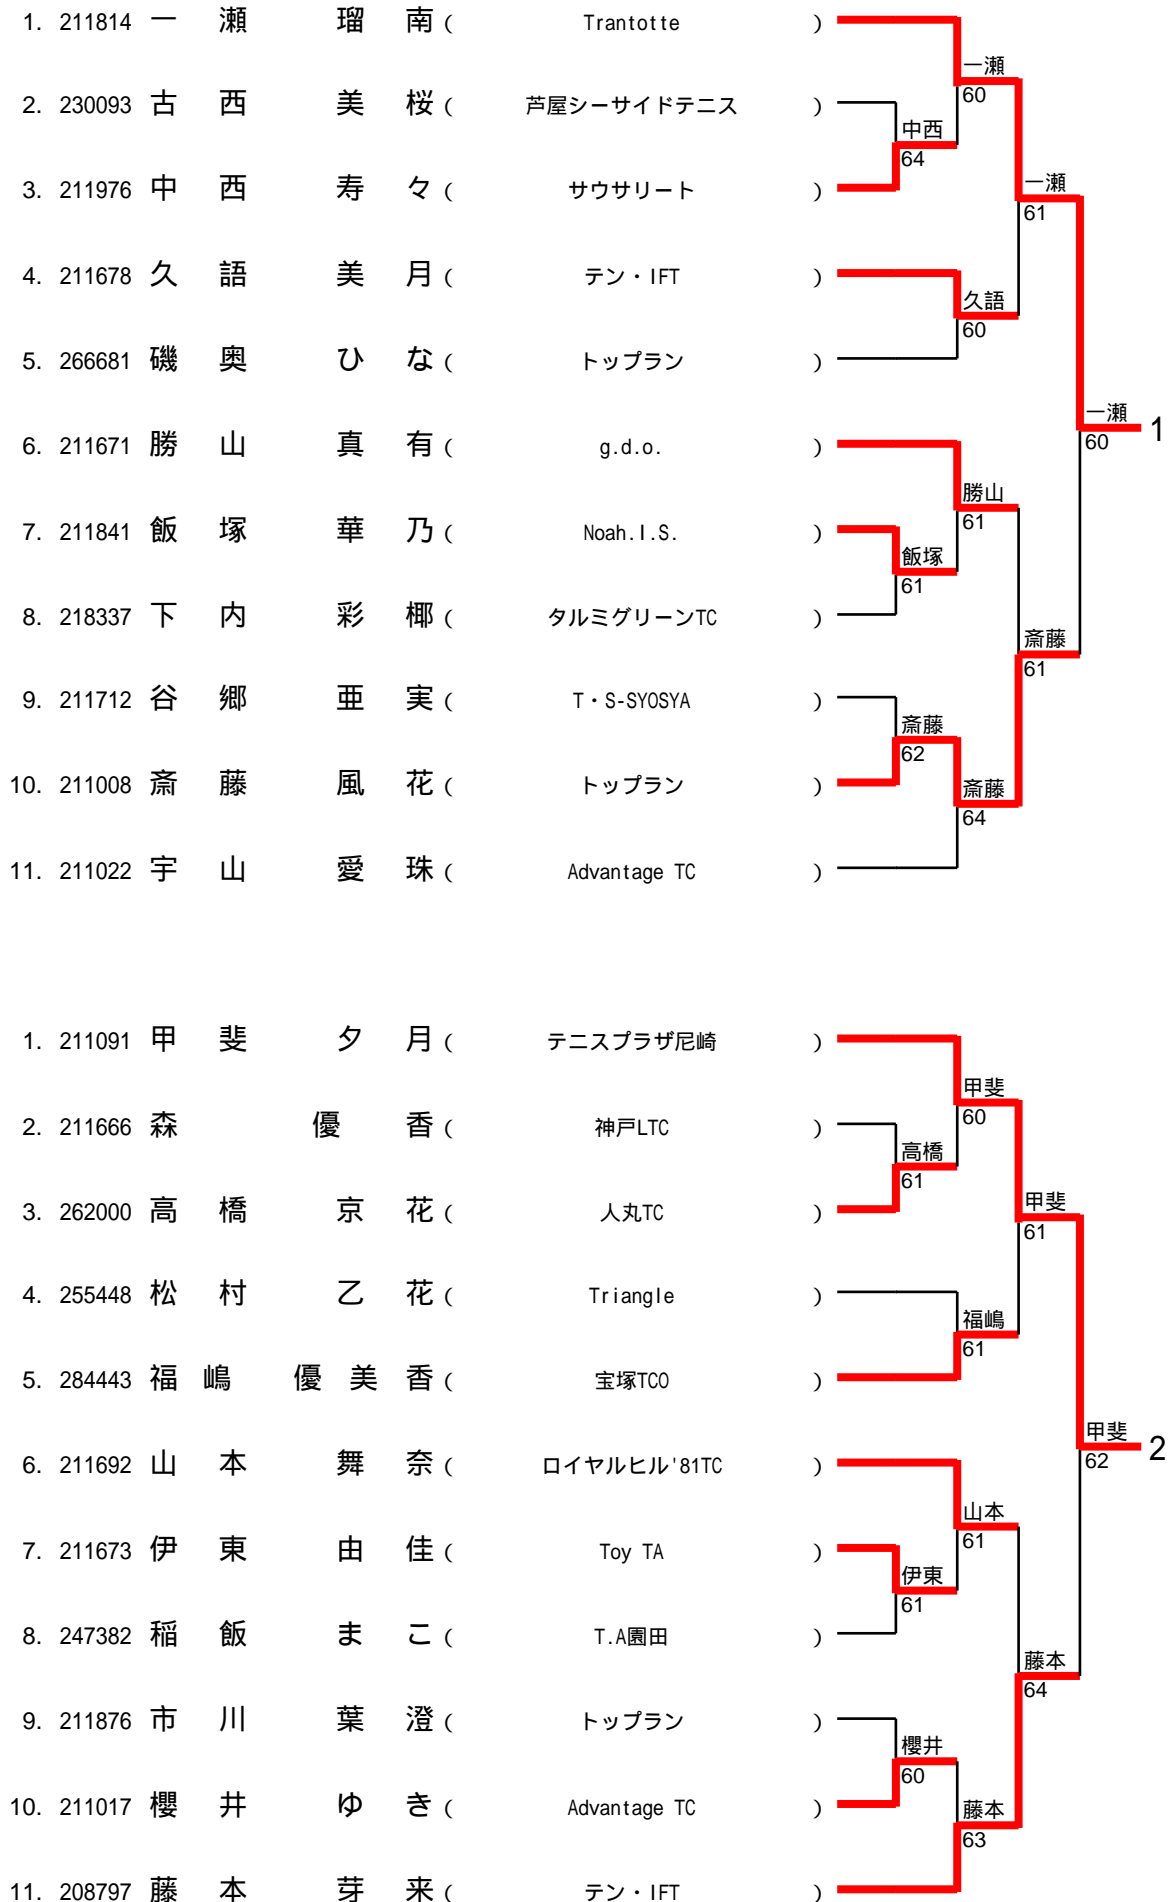 1. 211814 一 瀬 瑠 南 ( Trantotte )
一瀬
60
2. 230093 古 西 美 桜 ( 芦屋シーサイドテニス )
中西
64
3. 211976 中 西 寿 々 ( サウサリート )
一瀬
61
4. 211678 久 語 美 月 ( テン・IFT )
久語
60
5. 266681 磯 奥 ひ な ( トップラン )
一瀬 1
60
6. 211671 勝 山 真 有 ( g.d.o. )
勝山
61
7. 211841 飯 塚 華 乃 ( Noah.I.S. )
飯塚
61
8. 218337 下 内 彩 椰 ( タルミグリーンTC )
斎藤
61
9. 211712 谷 郷 亜 実 ( T・S-SYOSYA )
斎藤
62
10. 211008 斎 藤 風 花 ( トップラン )
斎藤
64
11. 211022 宇 山 愛 珠 ( Advantage TC )
1. 211091 甲 斐 夕 月 ( テニスプラザ尼崎 )
甲斐
60
2. 211666 森 優 香 ( 神戸LTC )
高橋
61
3. 262000 高 橋 京 花 ( 人丸TC )
甲斐
61
4. 255448 松 村 乙 花 ( Triangle )
福嶋
61
5. 284443 福 嶋 優 美 香 ( 宝塚TCO )
甲斐 2
62
6. 211692 山 本 舞 奈 ( ロイヤルヒル'81TC )
山本
61
7. 211673 伊 東 由 佳 ( Toy TA )
伊東
61
8. 247382 稲 飯 ま こ ( T.A園田 )
藤本
64
9. 211876 市 川 葉 澄 ( トップラン )
櫻井
60
10. 211017 櫻 井 ゆ き ( Advantage TC )
藤本
63
11. 208797 藤 本 芽 来 ( テン・IFT )